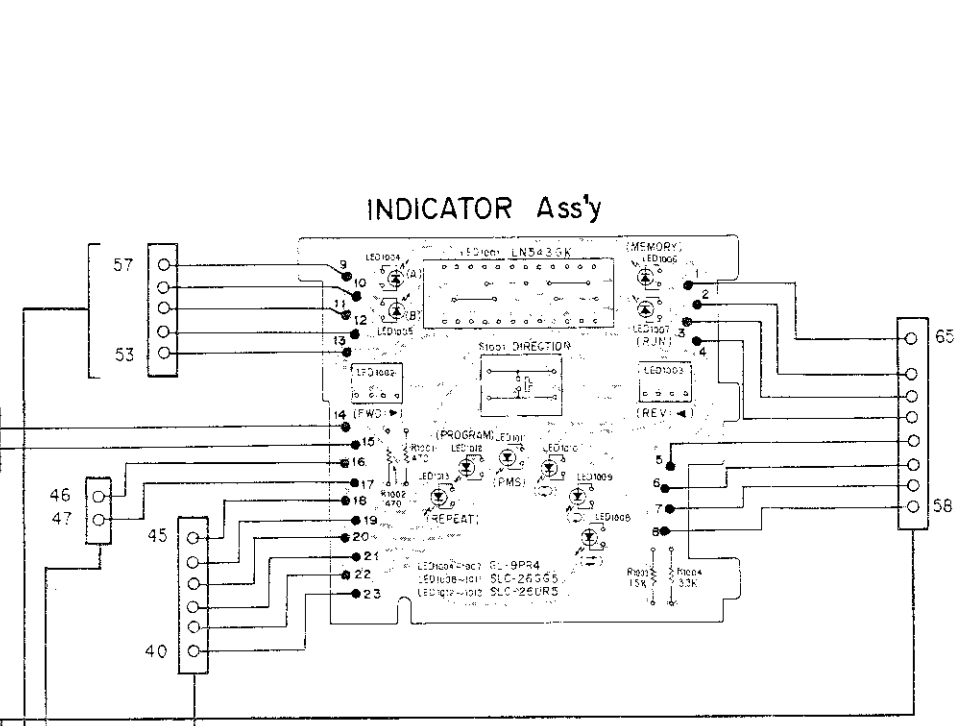 INDICATOR Ass'y
57
53
9
10
11
12
13
LED1004
(A)
(B)
LED1005
LED1001 LN543GK
(MEMORY)
LED1006
LED1007
(RUN)
1
2
3
4
65
S1001 DIRECTION
LED1002
(FWD:►)
LED1003
(REV:◄)
14
15
16
17
18
19
20
21
22
23
46
47
45
40
R1001
470
R1002
470
(PROGRAM)
LED1011
LED1012
LED1010
LED1013
(PMS)
LED1009
(REPEAT)
LED1008
5
6
7
8
58
LED1004~1007 GL-9PR4
LED1008~1011 SLC-26GG5
LED1012~1013 SLC-26UR5
R1003
15K
R1004
3.3K